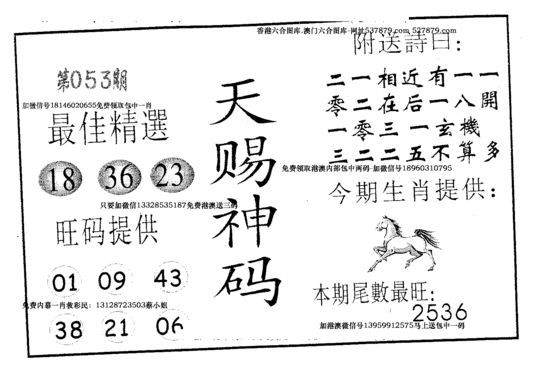 香港六合图库.澳门六合图库-网址537879.com 527879.com
附送詩曰:
第053期
二一相近有一一
加微信号18146020655免费领取包中一肖
零二在后一八開
最佳精選
一零三一玄機
三二二五不算多
天赐神码
免费领取港澳内部包中两码-加微信号18960310795
18 36 23
今期生肖提供:
只要加微信13328535187免费港澳送三码
旺码提供
01 09 43
本期尾數最旺:
免费内幕一肖救彩民: 13128723503蔡小姐
2536
38 21 06
加港澳微信号13959912575马上送包中一码